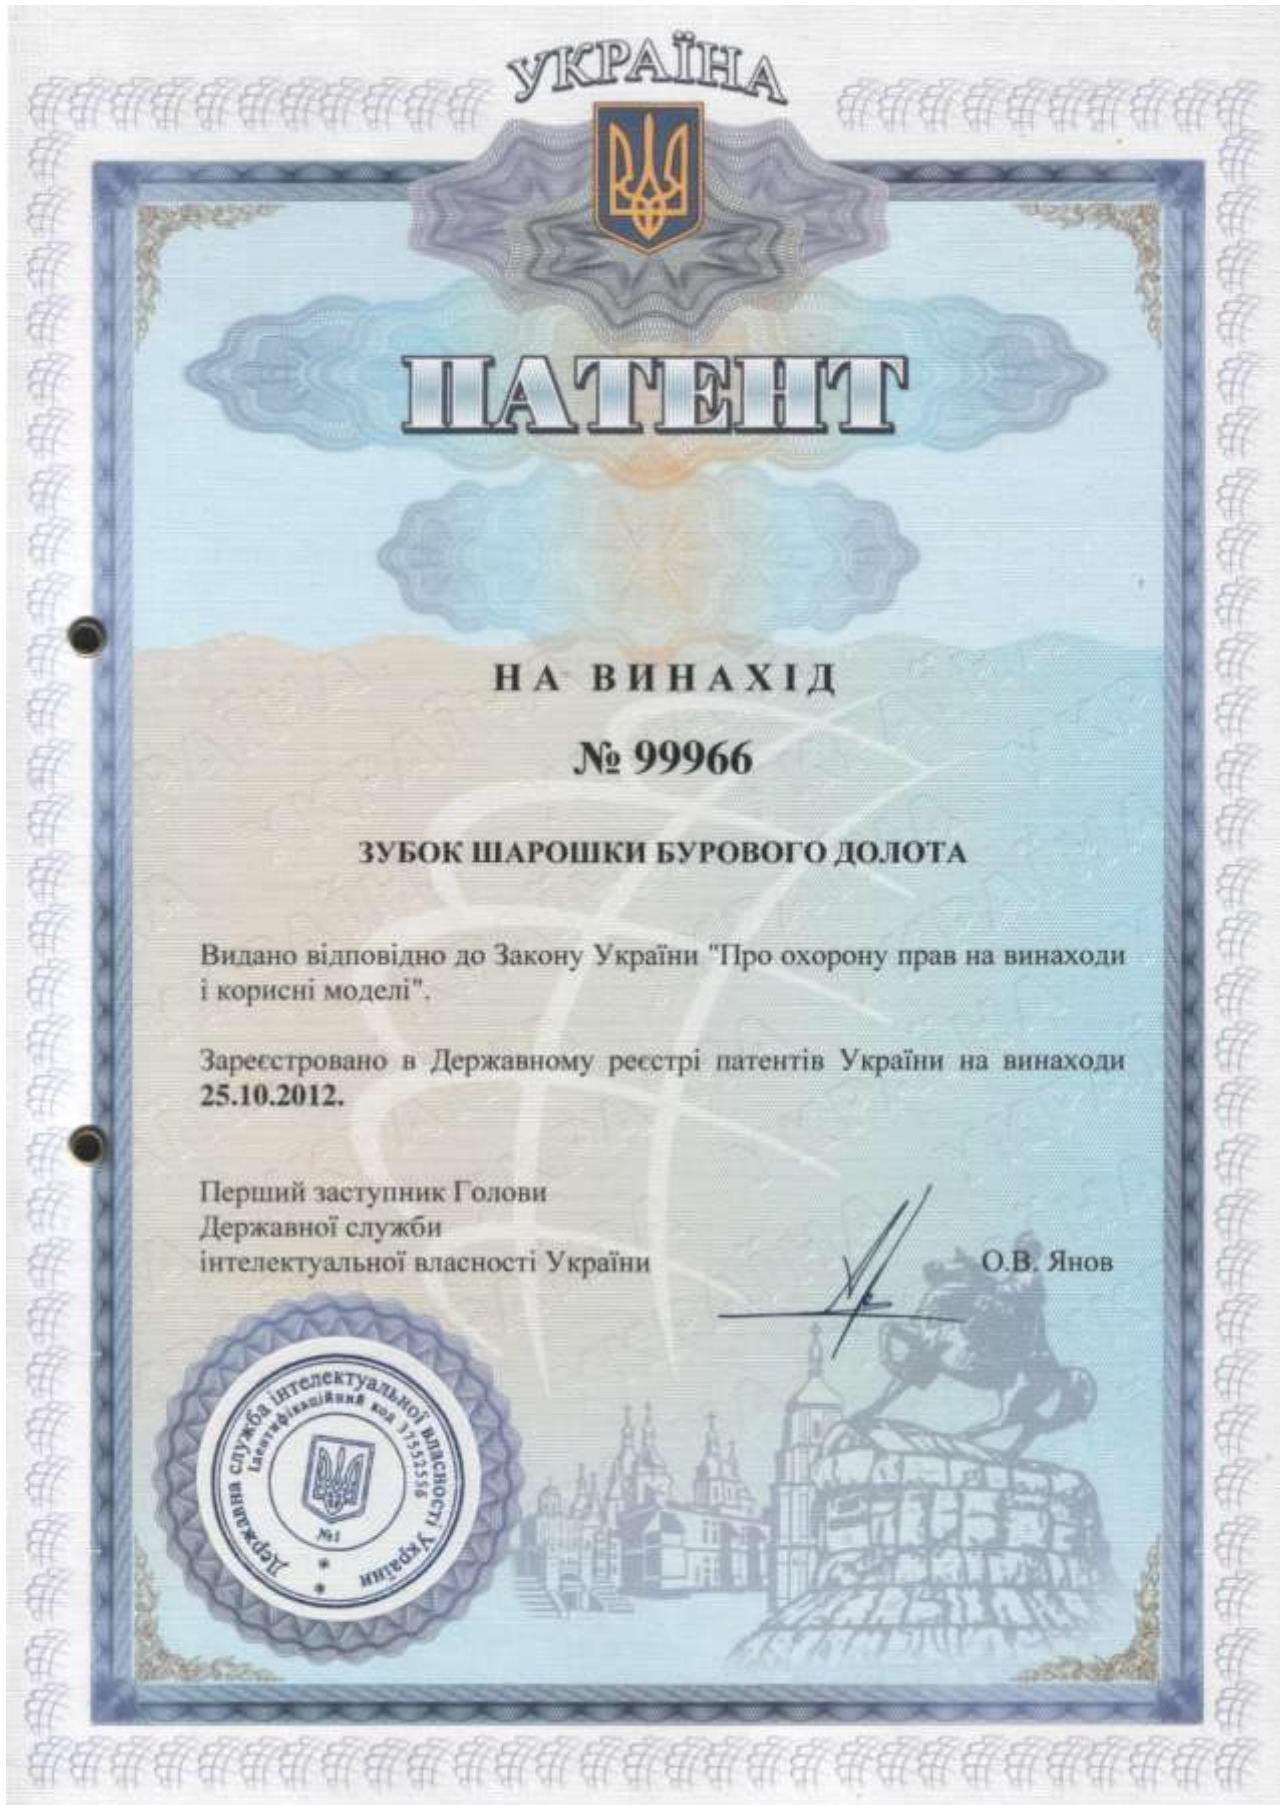 УКРАЇНА
ПАТЕНТ
НА ВИНАХІД
№ 99966
ЗУБОК ШАРОШКИ БУРОВОГО ДОЛОТА
Видано відповідно до Закону України "Про охорону прав на винаходи
і корисні моделі".
Зареєстровано в Державному реєстрі патентів України на винаходи
25.10.2012.
Перший заступник Голови
Державної служби
інтелектуальної власності України
О.В. Янов
Державна служба інтелектуальної власності України
Ідентифікаційний код 37552556
№1